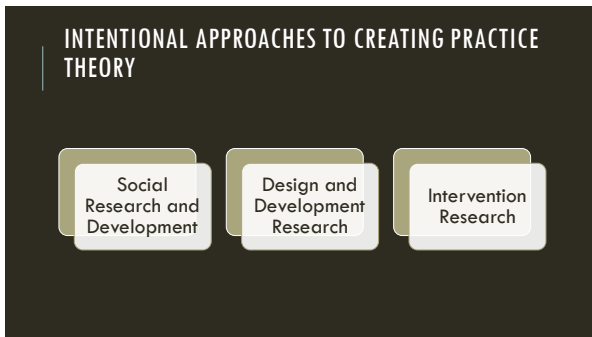 INTENTIONAL APPROACHES TO CREATING PRACTICE
THEORY
Social
Research and
Development
Design and
Development
Research
Intervention
Research